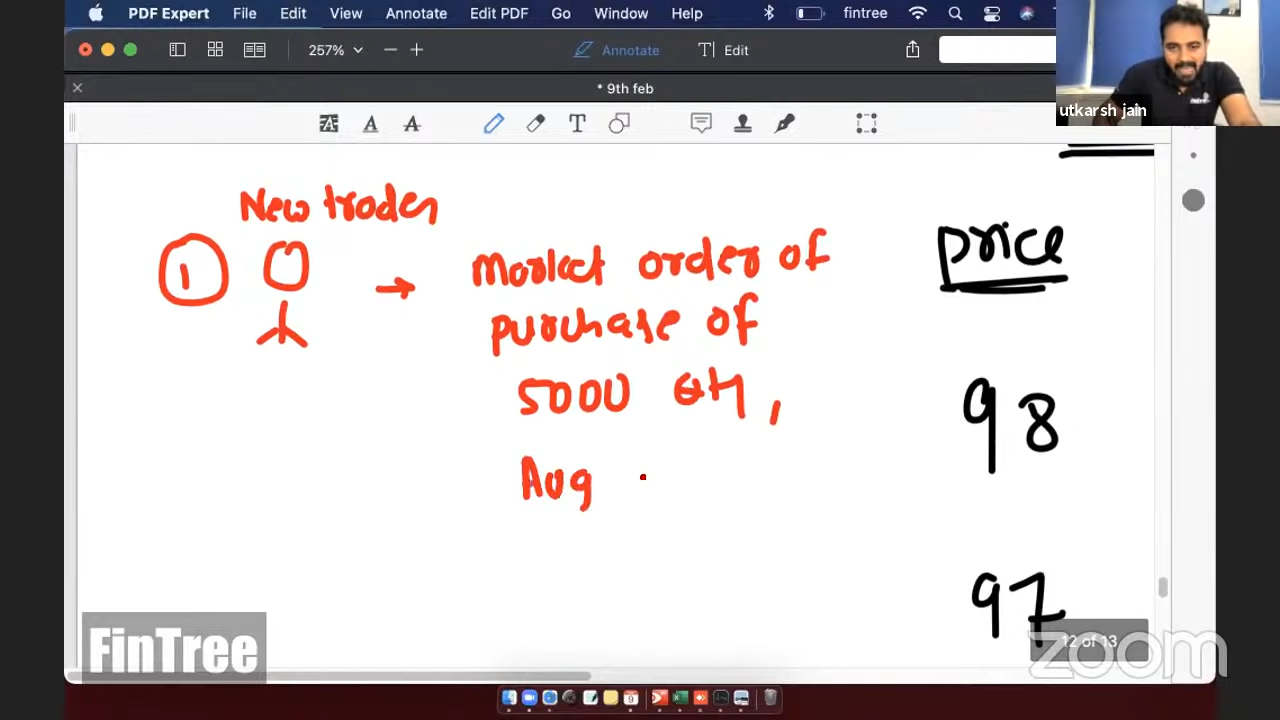 PDF Expert File Edit View Annotate Edit PDF Go Window Help fintree
257% Annotate T Edit
utkarsh jain
* 9th feb
New trader
1
Market order of
purchase of
5000 Qty,
Aug
price
98
97
12 of 13
FinTree
zoom